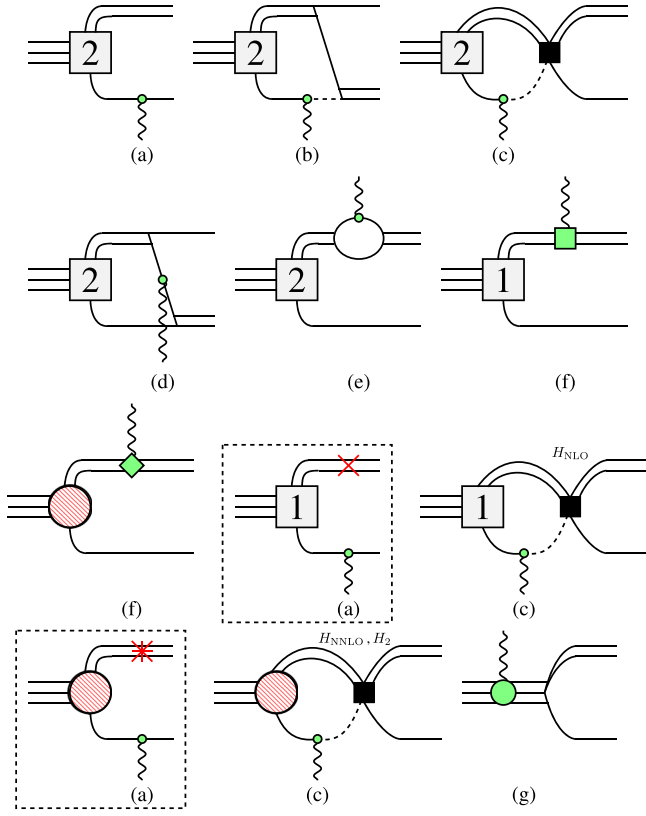 2 2 2
(a) (b) (c)
2 2 1
(d) (e) (f)
1 H_NLO 1
(f) (a) (c)
H_NNLO , H_2
(a) (c) (g)